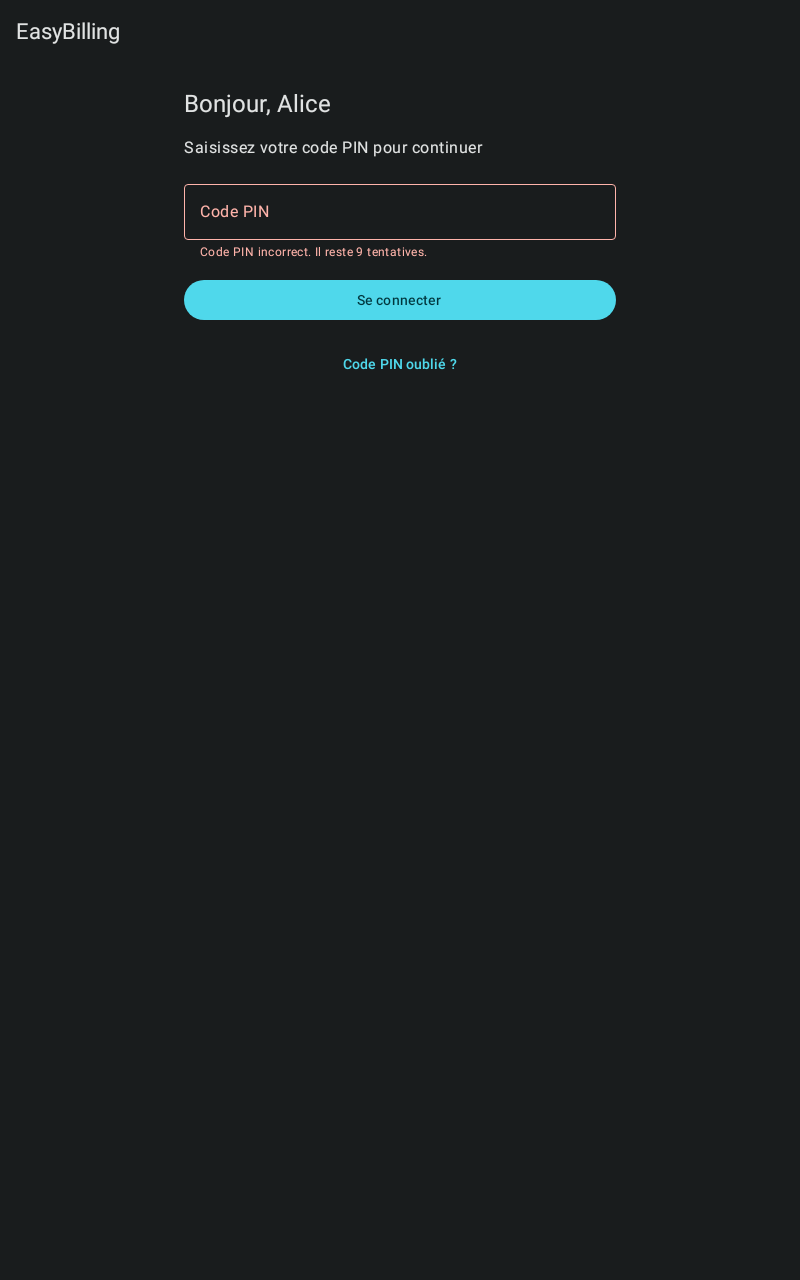 EasyBilling
Bonjour, Alice
Saisissez votre code PIN pour continuer
Code PIN
Code PIN incorrect. Il reste 9 tentatives.
Se connecter
Code PIN oublié ?